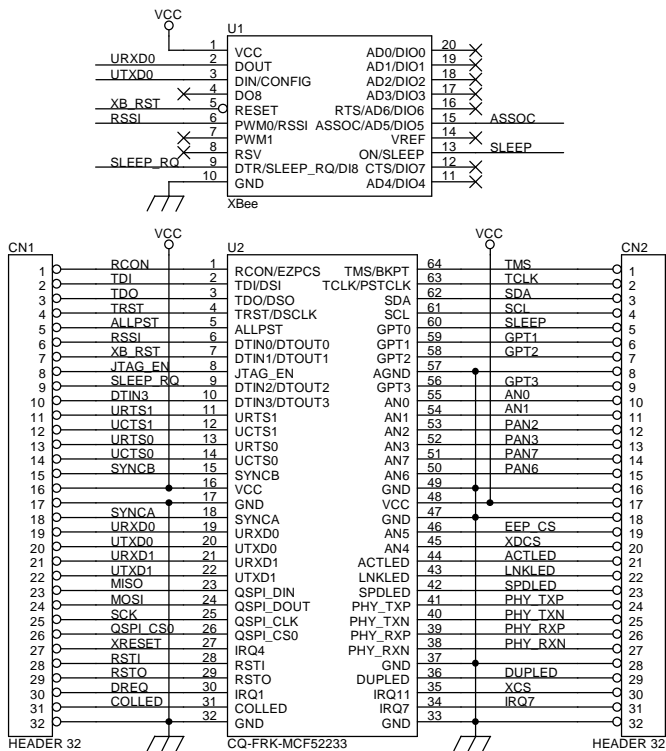 VCC
U1
1 VCC AD0/DIO0 20
URXD0 2 DOUT AD1/DIO1 19
UTXD0 3 DIN/CONFIG AD2/DIO2 18
4 DO8 AD3/DIO3 17
XB_RST 5 RESET RTS/AD6/DIO6 16
RSSI 6 PWM0/RSSI ASSOC/AD5/DIO5 15 ASSOC
7 PWM1 VREF 14
8 RSV ON/SLEEP 13 SLEEP
SLEEP_RQ 9 DTR/SLEEP_RQ/DI8 CTS/DIO7 12
10 GND AD4/DIO4 11
XBee
CN1 VCC U2 VCC CN2
1 RCON 1 RCON/EZPCS TMS/BKPT 64 TMS 1
2 TDI 2 TDI/DSI TCLK/PSTCLK 63 TCLK 2
3 TDO 3 TDO/DSO SDA 62 SDA 3
4 TRST 4 TRST/DSCLK SCL 61 SCL 4
5 ALLPST 5 ALLPST GPT0 60 SLEEP 5
6 RSSI 6 DTIN0/DTOUT0 GPT1 59 GPT1 6
7 XB_RST 7 DTIN1/DTOUT1 GPT2 58 GPT2 7
8 JTAG_EN 8 JTAG_EN AGND 57 8
9 SLEEP_RQ 9 DTIN2/DTOUT2 GPT3 56 GPT3 9
10 DTIN3 10 DTIN3/DTOUT3 AN0 55 AN0 10
11 URTS1 11 URTS1 AN1 54 AN1 11
12 UCTS1 12 UCTS1 AN2 53 PAN2 12
13 URTS0 13 URTS0 AN3 52 PAN3 13
14 UCTS0 14 UCTS0 AN7 51 PAN7 14
15 SYNCB 15 SYNCB AN6 50 PAN6 15
16 16 VCC GND 49 16
17 17 GND VCC 48 17
18 SYNCA 18 SYNCA GND 47 18
19 URXD0 19 URXD0 AN5 46 EEP_CS 19
20 UTXD0 20 UTXD0 AN4 45 XDCS 20
21 URXD1 21 URXD1 ACTLED 44 ACTLED 21
22 UTXD1 22 UTXD1 LNKLED 43 LNKLED 22
23 MISO 23 QSPI_DIN SPDLED 42 SPDLED 23
24 MOSI 24 QSPI_DOUT PHY_TXP 41 PHY_TXP 24
25 SCK 25 QSPI_CLK PHY_TXN 40 PHY_TXN 25
26 QSPI_CS0 26 QSPI_CS0 PHY_RXP 39 PHY_RXP 26
27 XRESET 27 IRQ4 PHY_RXN 38 PHY_RXN 27
28 RSTI 28 RSTI GND 37 28
29 RSTO 29 RSTO DUPLED 36 DUPLED 29
30 DREQ 30 IRQ1 IRQ11 35 XCS 30
31 COLLED 31 COLLED IRQ7 34 IRQ7 31
32 32 GND GND 33 32
HEADER 32 CQ-FRK-MCF52233 HEADER 32